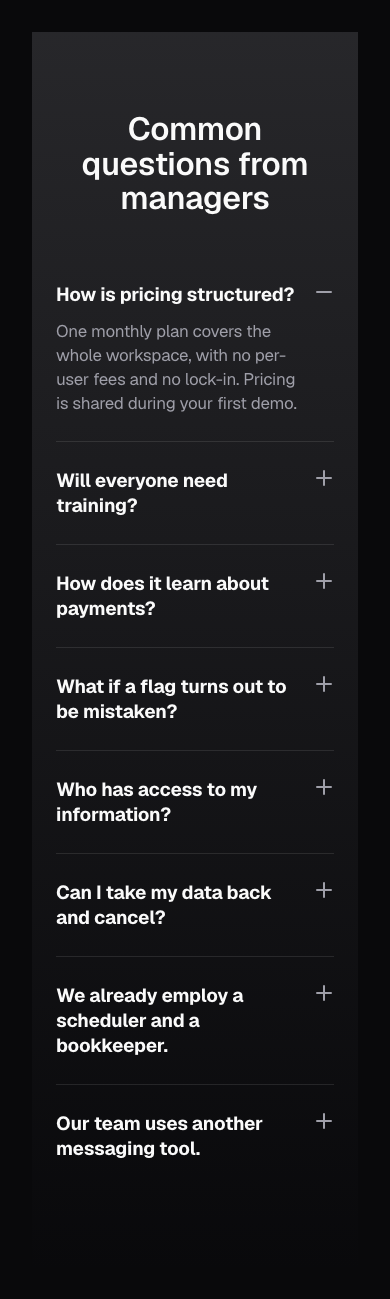 Common
questions from
managers
How is pricing structured?
One monthly plan covers the
whole workspace, with no per-
user fees and no lock-in. Pricing
is shared during your first demo.
Will everyone need
training?
How does it learn about
payments?
What if a flag turns out to
be mistaken?
Who has access to my
information?
Can I take my data back
and cancel?
We already employ a
scheduler and a
bookkeeper.
Our team uses another
messaging tool.